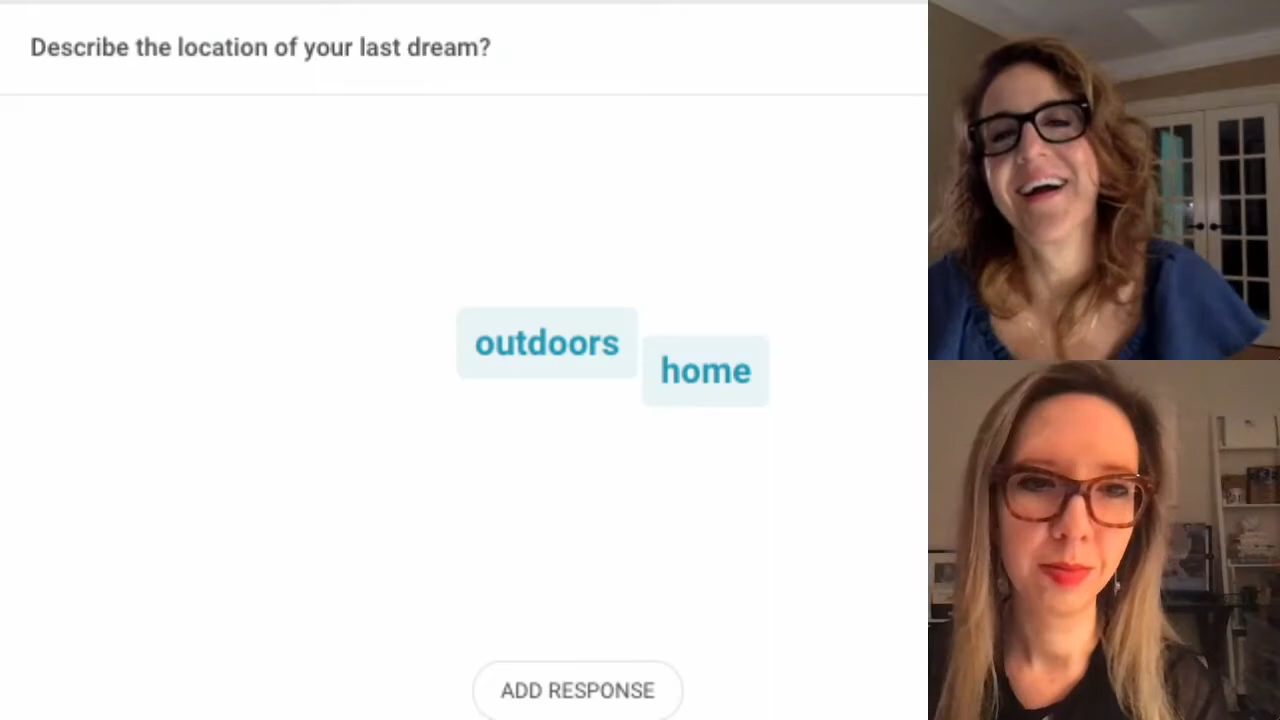 Describe the location of your last dream?
outdoors
home
ADD RESPONSE